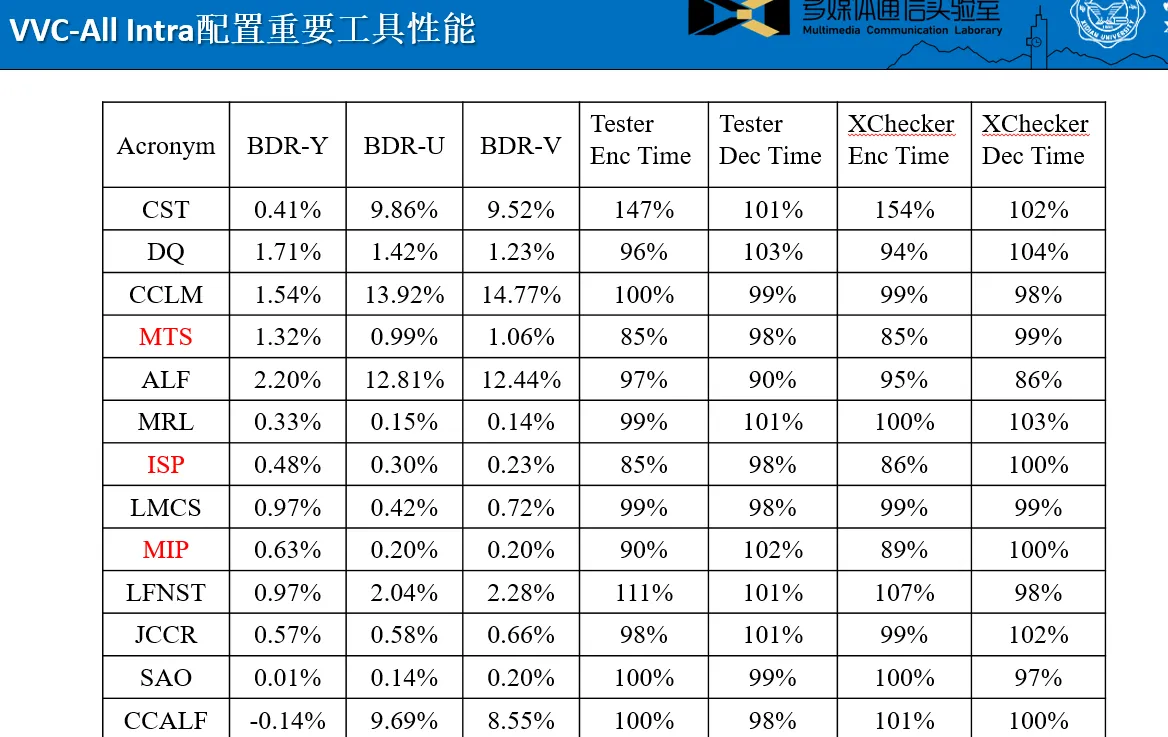 VVC-All Intra配置重要工具性能
多媒体通信实验室
Multimedia Communication Laborary
XIDIAN UNIVERSITY
Acronym BDR-Y BDR-U BDR-V Tester Enc Time Tester Dec Time XChecker Enc Time XChecker Dec Time
CST 0.41% 9.86% 9.52% 147% 101% 154% 102%
DQ 1.71% 1.42% 1.23% 96% 103% 94% 104%
CCLM 1.54% 13.92% 14.77% 100% 99% 99% 98%
MTS 1.32% 0.99% 1.06% 85% 98% 85% 99%
ALF 2.20% 12.81% 12.44% 97% 90% 95% 86%
MRL 0.33% 0.15% 0.14% 99% 101% 100% 103%
ISP 0.48% 0.30% 0.23% 85% 98% 86% 100%
LMCS 0.97% 0.42% 0.72% 99% 98% 99% 99%
MIP 0.63% 0.20% 0.20% 90% 102% 89% 100%
LFNST 0.97% 2.04% 2.28% 111% 101% 107% 98%
JCCR 0.57% 0.58% 0.66% 98% 101% 99% 102%
SAO 0.01% 0.14% 0.20% 100% 99% 100% 97%
CCALF -0.14% 9.69% 8.55% 100% 98% 101% 100%